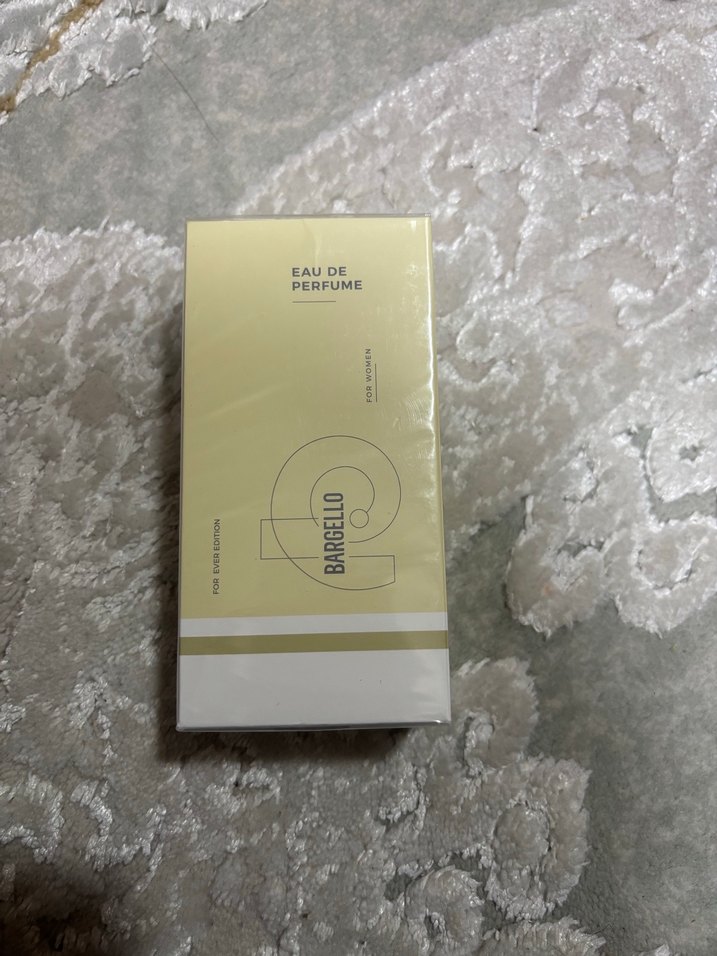 EAU DE
PERFUME
FOR WOMEN
BARGELLO
FOR EVER EDITION